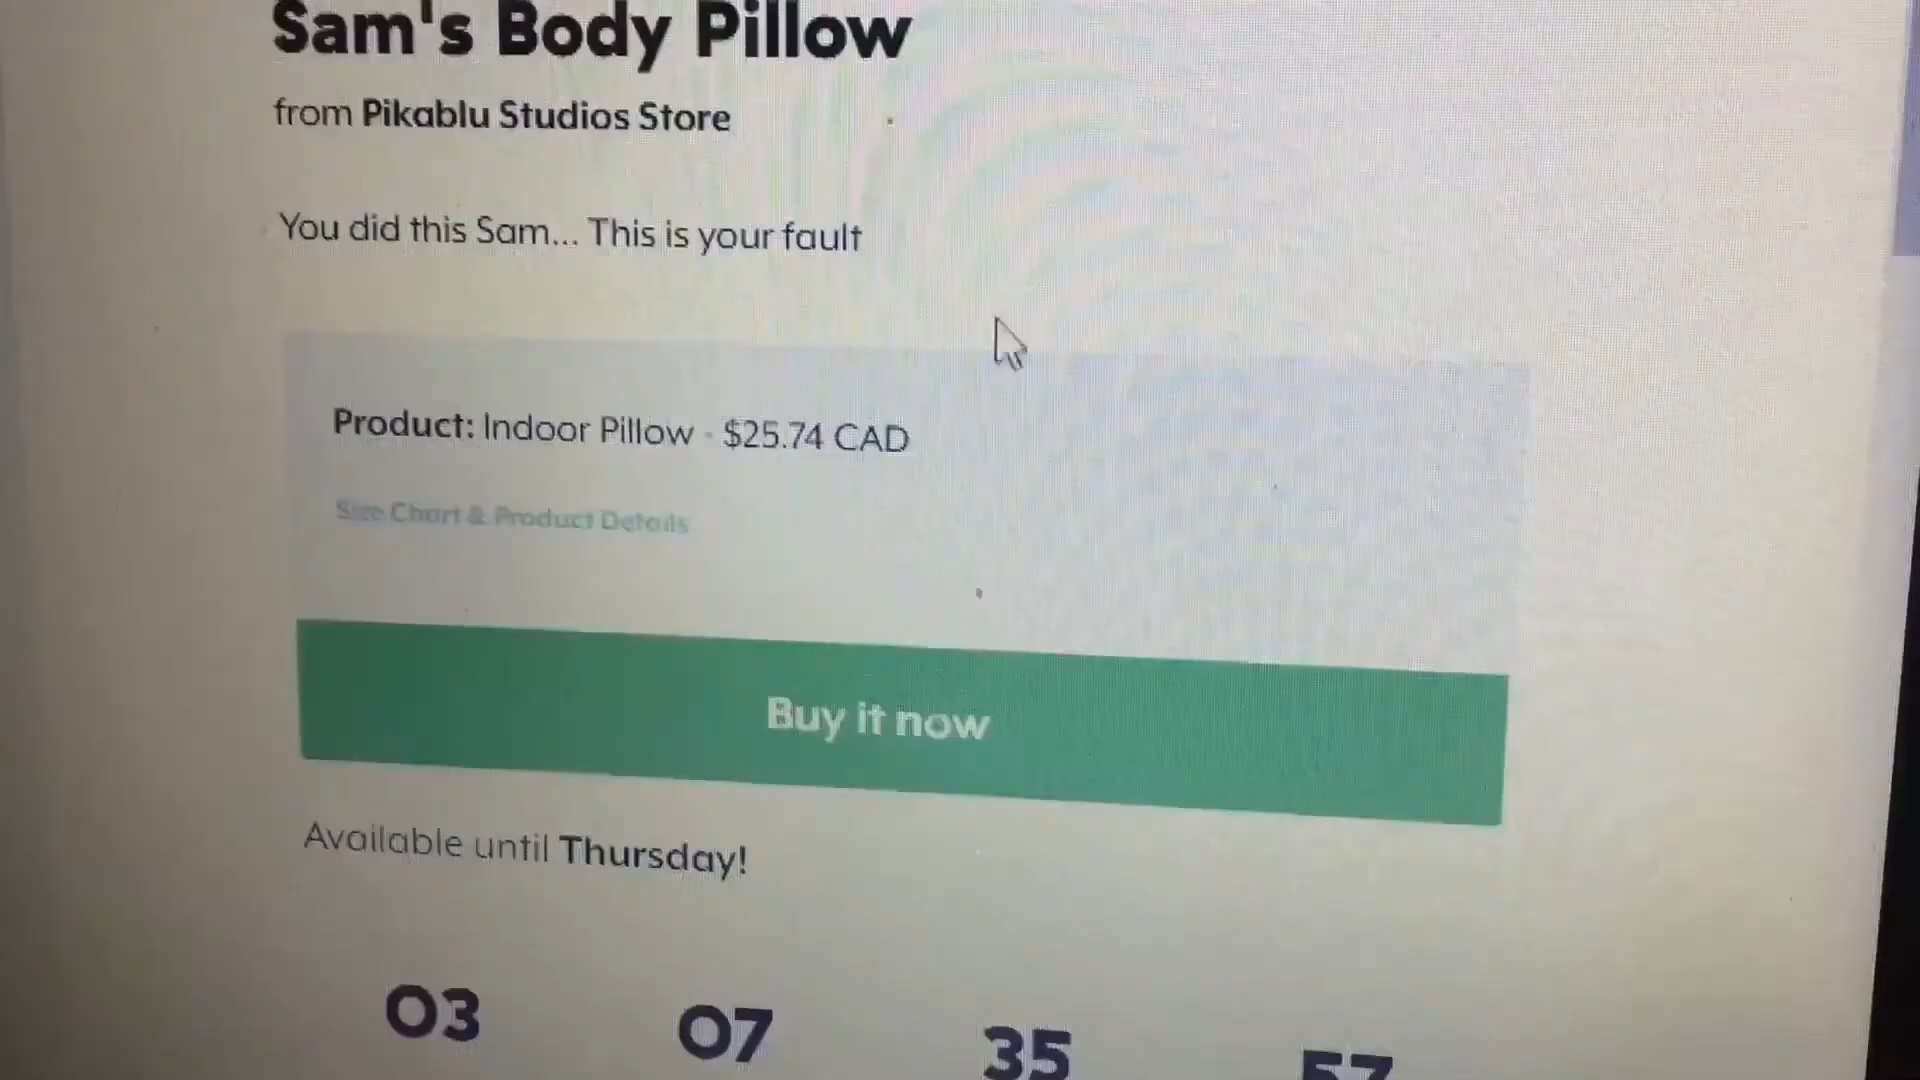 Sam's Body Pillow
from Pikablu Studios Store
You did this Sam... This is your fault
Product: Indoor Pillow - $25.74 CAD
Size Chart & Product Details
Buy it now
Available until Thursday!
03 07 35 57